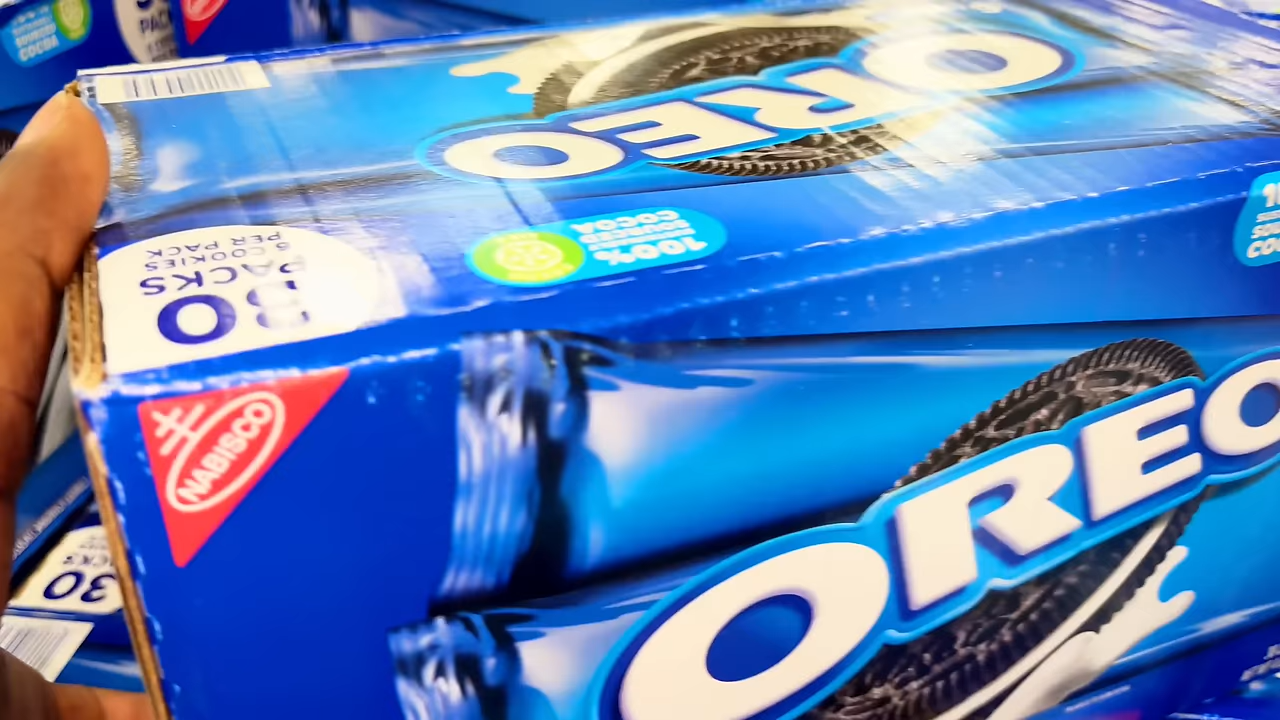 OREO
30
PACKS
6 COOKIES
PER PACK
100%
SOURCED
COCOA
NABISCO
OREO
30